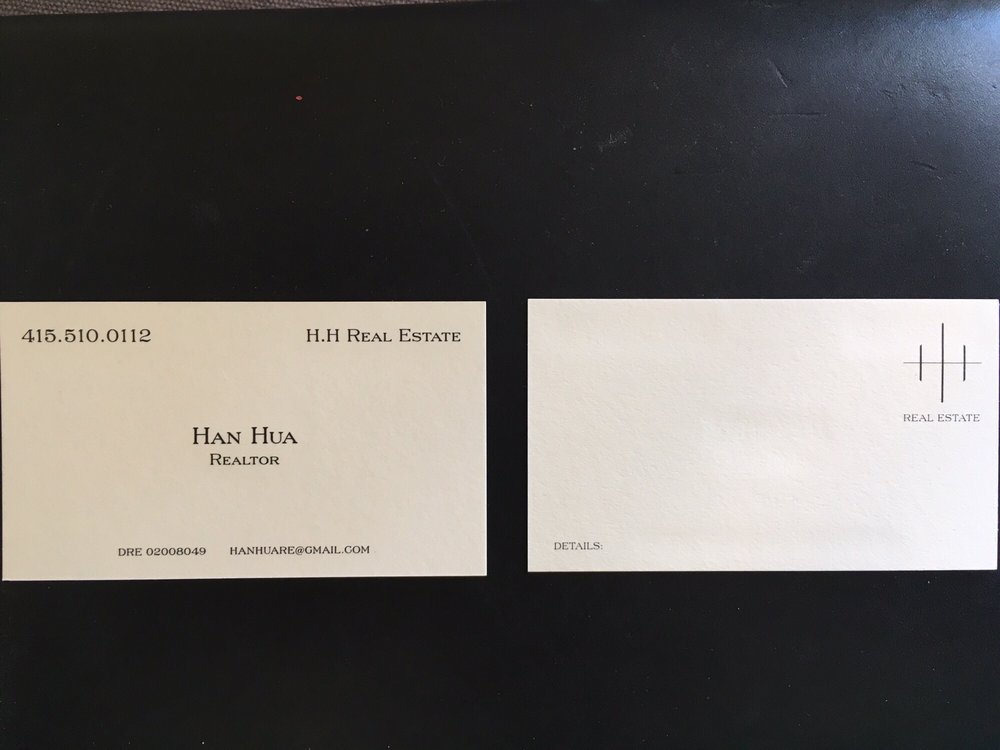 415.510.0112
H.H Real Estate
Han Hua
Realtor
DRE 02008049 HANHUARE@GMAIL.COM
REAL ESTATE
DETAILS: